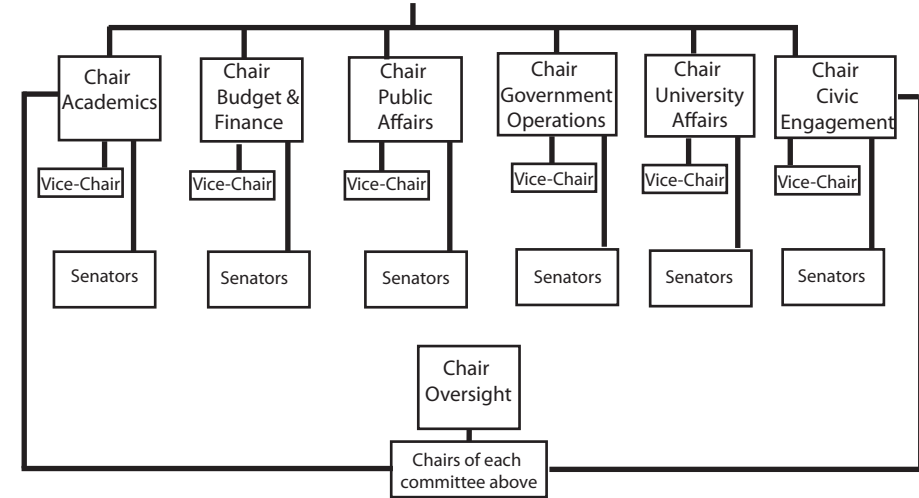 Chair
Academics
Chair
Budget &
Finance
Chair
Public
Affairs
Chair
Government
Operations
Chair
University
Affairs
Chair
Civic
Engagement
Vice-Chair
Vice-Chair
Vice-Chair
Vice-Chair
Vice-Chair
Vice-Chair
Senators
Senators
Senators
Senators
Senators
Senators
Chair
Oversight
Chairs of each
committee above